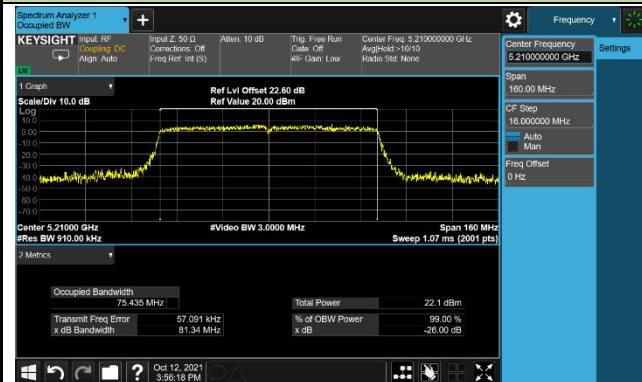 Spectrum Analyzer 1
Occupied BW
Frequency
KEYSIGHT
Input: RF
Coupling: DC
Align: Auto
Input Z: 50 Ω
Corrections: Off
Freq Ref: Int (S)
Atten: 10 dB
Trig: Free Run
Gate: Off
#IF Gain: Low
Center Freq: 5.210000000 GHz
Avg|Hold:>10/10
Radio Std: None
LXI
Center Frequency
5.210000000 GHz
Settings
Span
160.00 MHz
CF Step
16.000000 MHz
Auto
Man
Freq Offset
0 Hz
1 Graph
Scale/Div 10.0 dB
Ref Lvl Offset 22.60 dB
Ref Value 20.00 dBm
Log
10.0
0.00
-10.0
-20.0
-30.0
-40.0
-50.0
-60.0
-70.0
Center 5.21000 GHz
#Res BW 910.00 kHz
#Video BW 3.0000 MHz
Span 160 MHz
Sweep 1.07 ms (2001 pts)
2 Metrics
Occupied Bandwidth
75.435 MHz
Total Power
22.1 dBm
Transmit Freq Error
57.091 kHz
% of OBW Power
99.00 %
x dB Bandwidth
81.34 MHz
x dB
-26.00 dB
?
Oct 12, 2021
3:56:18 PM